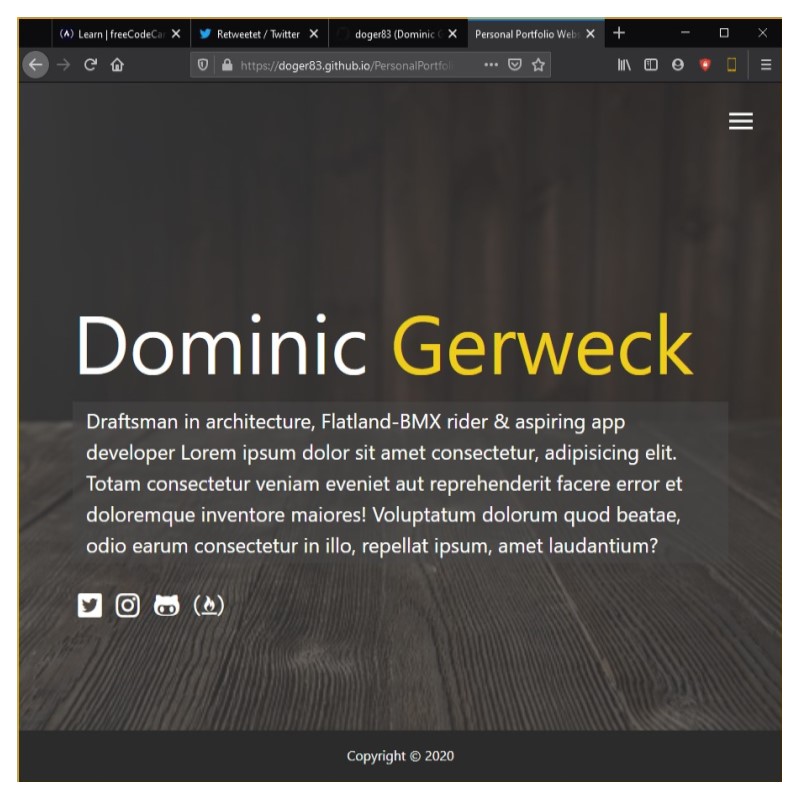 Learn | freeCodeCa
Retweetet / Twitter
doger83 (Dominic G
Personal Portfolio Webs
https://doger83.github.io/PersonalPortfoli
Dominic Gerweck
Draftsman in architecture, Flatland-BMX rider & aspiring app
developer Lorem ipsum dolor sit amet consectetur, adipisicing elit.
Totam consectetur veniam eveniet aut reprehenderit facere error et
doloremque inventore maiores! Voluptatum dolorum quod beatae,
odio earum consectetur in illo, repellat ipsum, amet laudantium?
Copyright © 2020